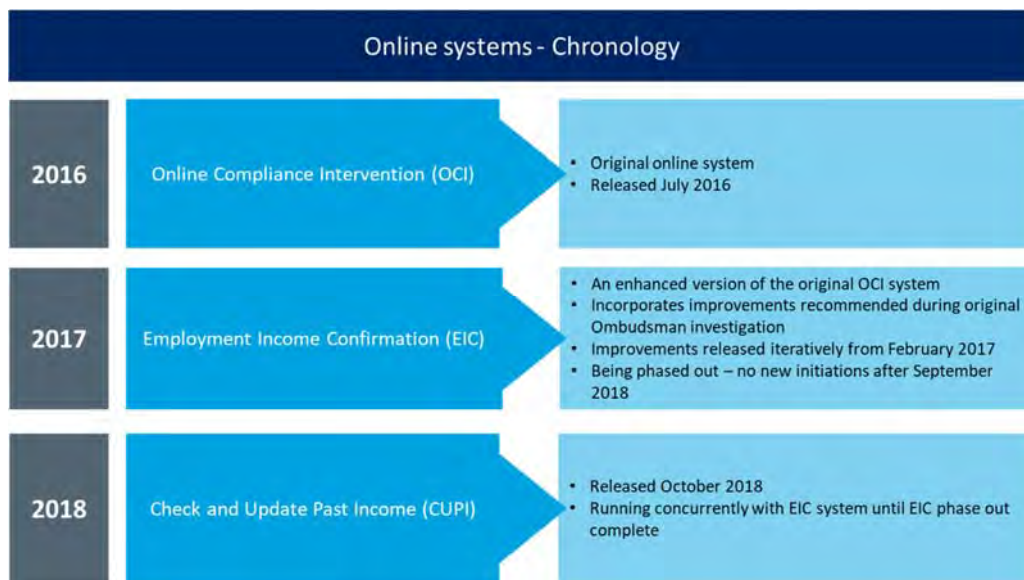 Online systems - Chronology
2016
Online Compliance Intervention (OCI)
• Original online system
• Released July 2016
2017
Employment Income Confirmation (EIC)
• An enhanced version of the original OCI system
• Incorporates improvements recommended during original
Ombudsman investigation
• Improvements released iteratively from February 2017
• Being phased out – no new initiations after September
2018
2018
Check and Update Past Income (CUPI)
• Released October 2018
• Running concurrently with EIC system until EIC phase out
complete